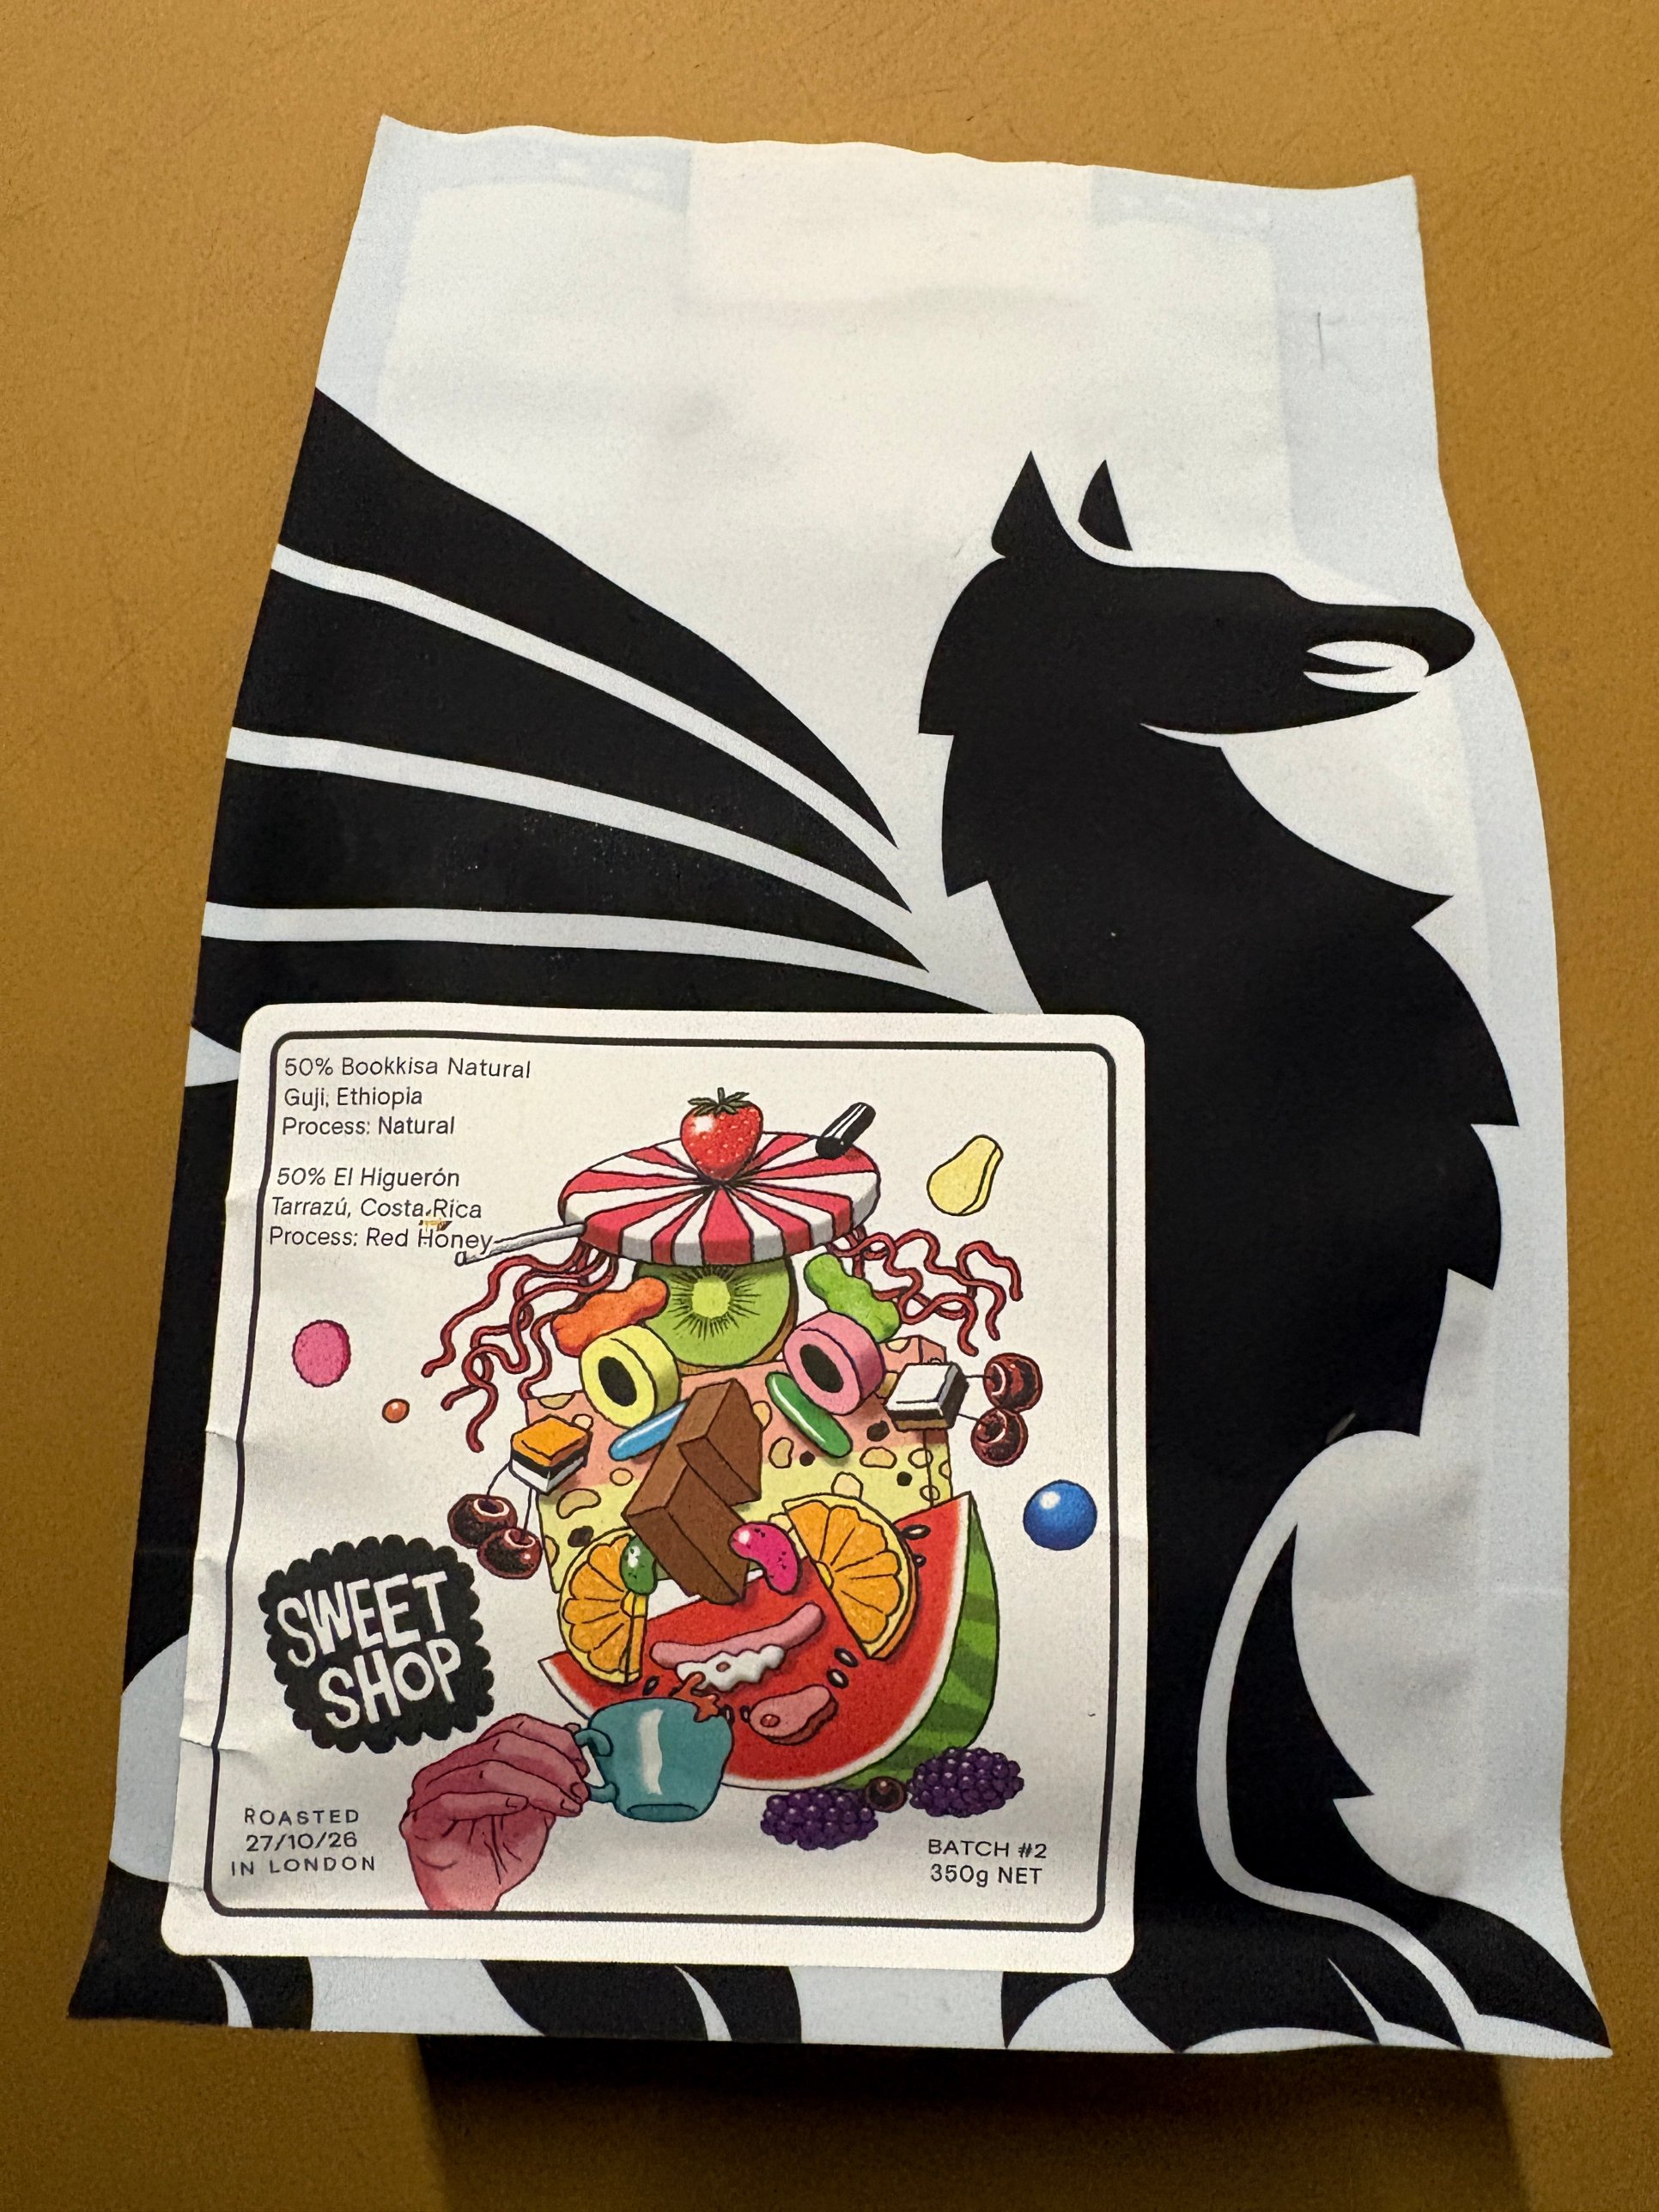 50% Bookkisa Natural
Guji, Ethiopia
Process: Natural
50% El Higuerón
Tarrazú, Costa Rica
Process: Red Honey
SWEET
SHOP
ROASTED
27/10/26
IN LONDON
BATCH #2
350g NET